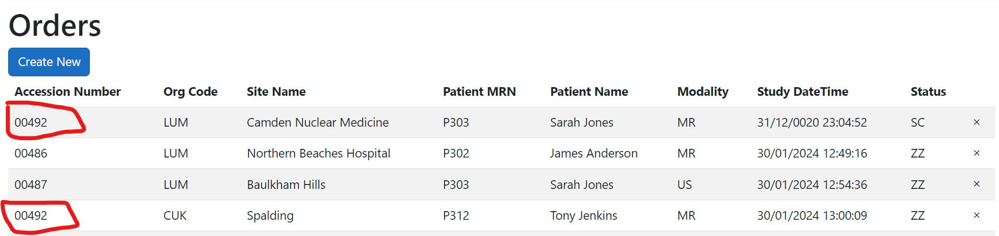 Orders
Create New
Accession Number Org Code Site Name Patient MRN Patient Name Modality Study DateTime Status
00492 LUM Camden Nuclear Medicine P303 Sarah Jones MR 31/12/0020 23:04:52 SC ×
00486 LUM Northern Beaches Hospital P302 James Anderson MR 30/01/2024 12:49:16 ZZ ×
00487 LUM Baulkham Hills P303 Sarah Jones US 30/01/2024 12:54:36 ZZ ×
00492 CUK Spalding P312 Tony Jenkins MR 30/01/2024 13:00:09 ZZ ×